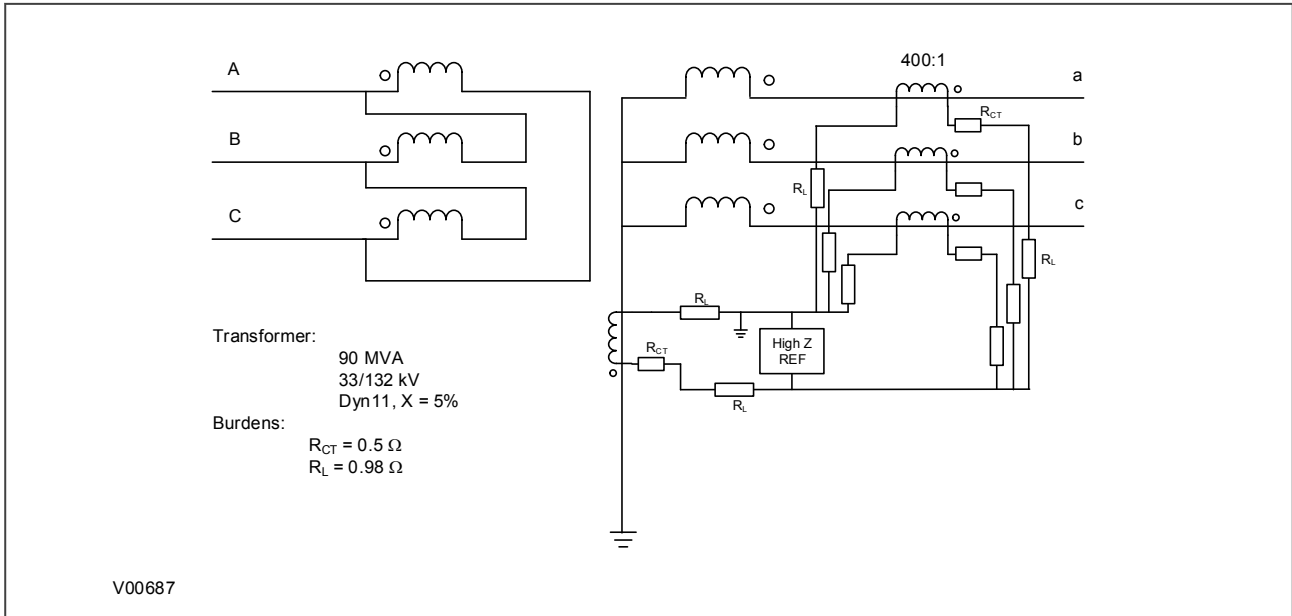 400:1
A
a
R_CT
B
b
R_L
C
c
R_L
R_L
Transformer:
90 MVA
33/132 kV
Dyn11, X = 5%
R_CT
High Z
REF
R_L
Burdens:
R_CT = 0.5 Ω
R_L = 0.98 Ω
V00687